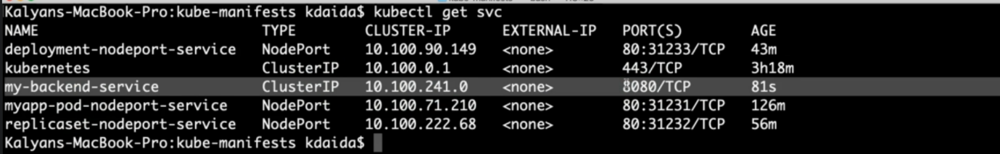 Kalyans-MacBook-Pro:kube-manifests kdaida$ kubectl get svc
NAME TYPE CLUSTER-IP EXTERNAL-IP PORT(S) AGE
deployment-nodeport-service NodePort 10.100.90.149 <none> 80:31233/TCP 43m
kubernetes ClusterIP 10.100.0.1 <none> 443/TCP 3h18m
my-backend-service ClusterIP 10.100.241.0 <none> 8080/TCP 81s
myapp-pod-nodeport-service NodePort 10.100.71.210 <none> 80:31231/TCP 126m
replicaset-nodeport-service NodePort 10.100.222.68 <none> 80:31232/TCP 56m
Kalyans-MacBook-Pro:kube-manifests kdaida$